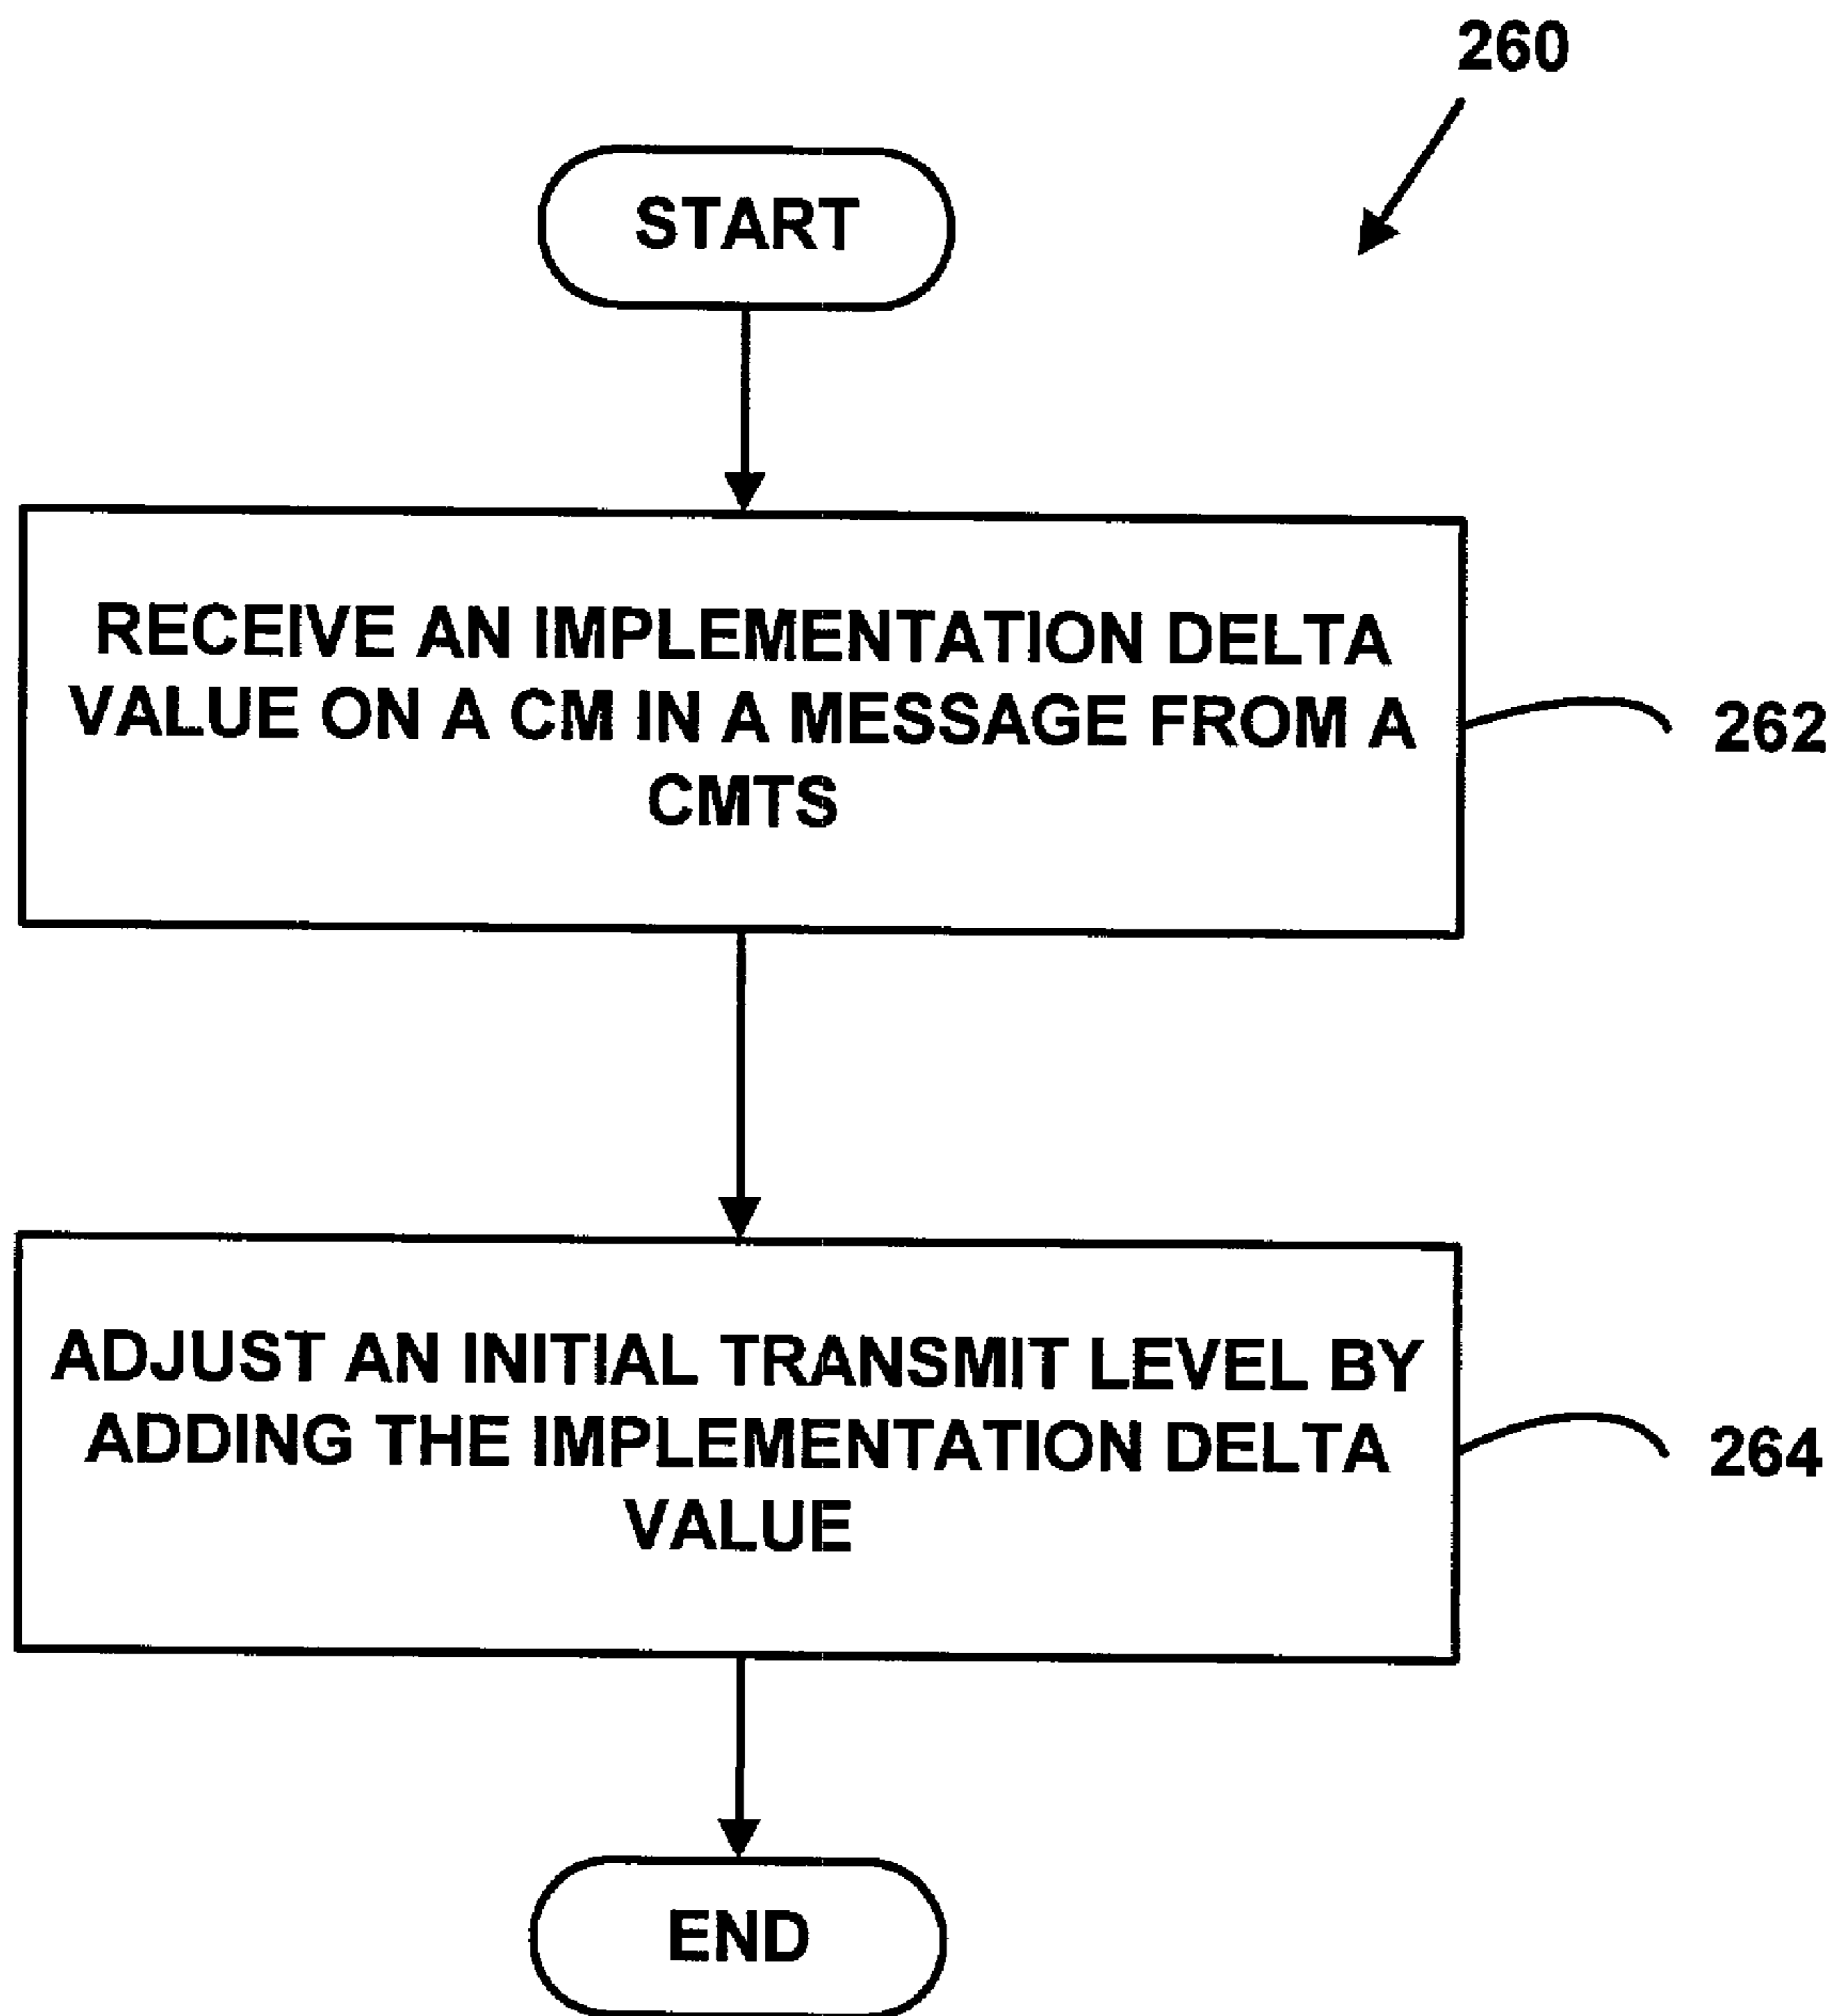 260
START
RECEIVE AN IMPLEMENTATION DELTA
VALUE ON A CM IN A MESSAGE FROM A
CMTS
262
ADJUST AN INITIAL TRANSMIT LEVEL BY
ADDING THE IMPLEMENTATION DELTA
VALUE
264
END